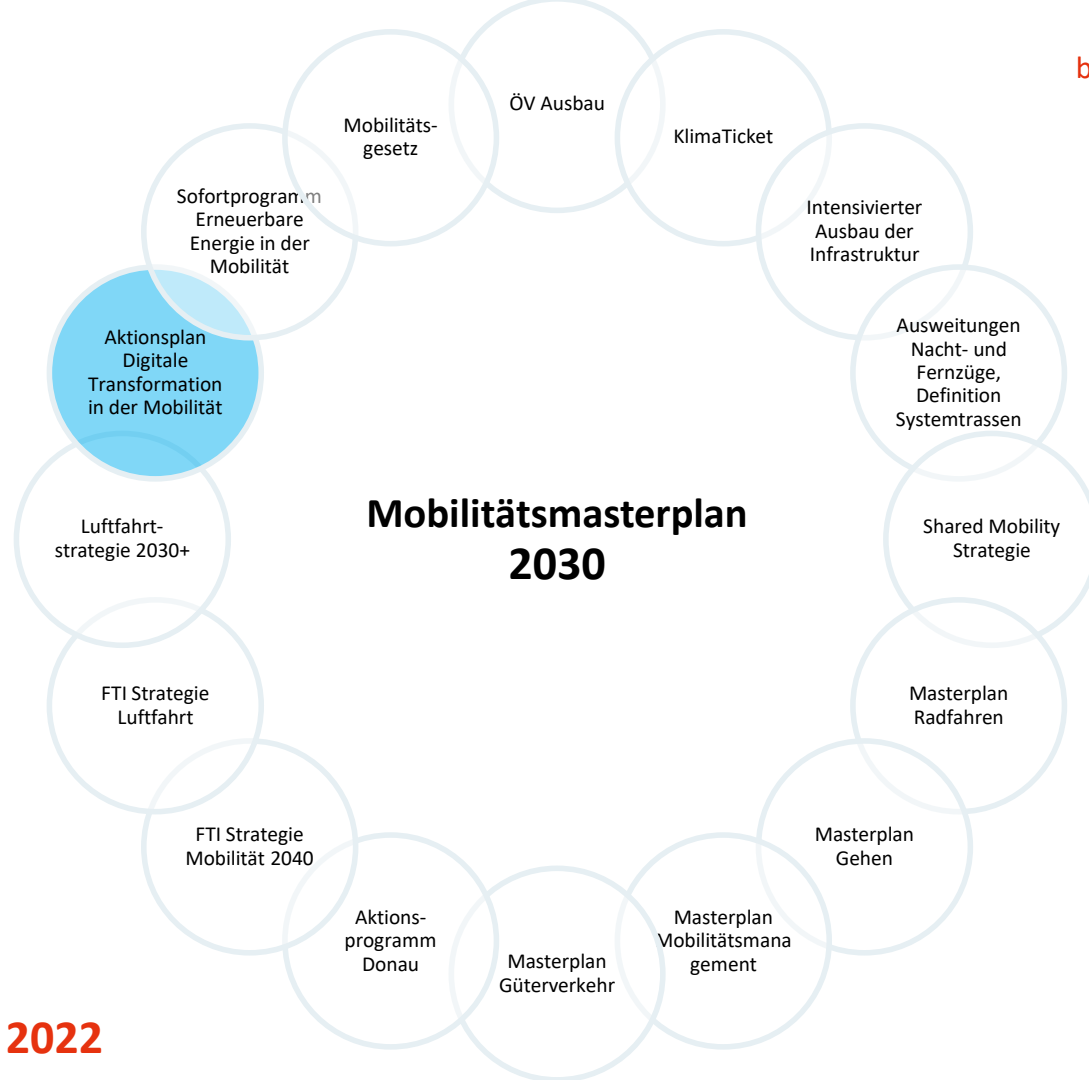 b
ÖV Ausbau
KlimaTicket
Intensivierter
Ausbau der
Infrastruktur
Ausweitungen
Nacht- und
Fernzüge,
Definition
Systemtrassen
Shared Mobility
Strategie
Masterplan
Radfahren
Masterplan
Gehen
Masterplan
Mobilitätsmana
gement
Masterplan
Güterverkehr
Aktions-
programm
Donau
FTI Strategie
Mobilität 2040
FTI Strategie
Luftfahrt
Luftfahrt-
strategie 2030+
Aktionsplan
Digitale
Transformation
in der Mobilität
Sofortprogramm
Erneuerbare
Energie in der
Mobilität
Mobilitäts-
gesetz
Mobilitätsmasterplan
2030
2022